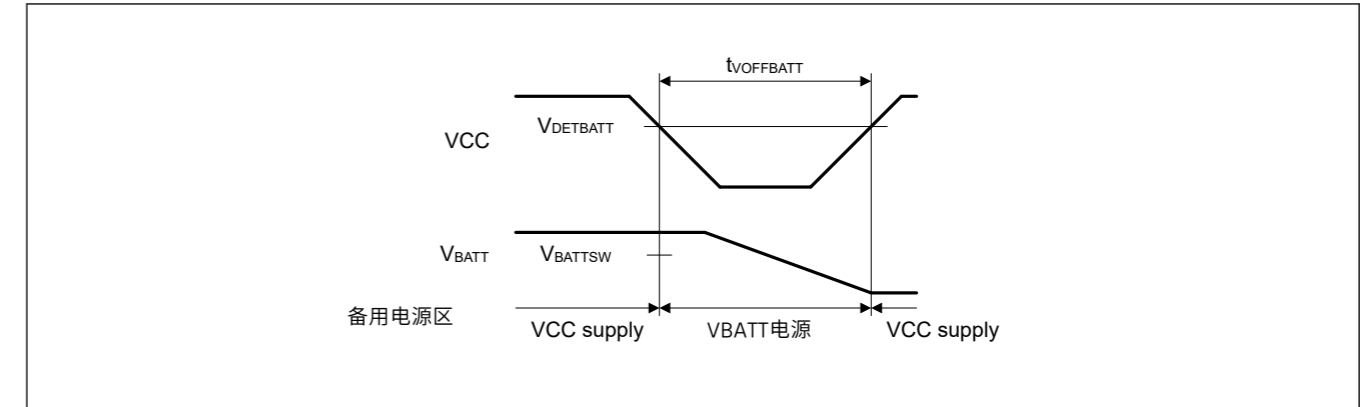 tVOFFBATT
VDETBATT
VCC
VBATT
VBATTSW
备用电源区
VCC supply
VBATT电源
VCC supply